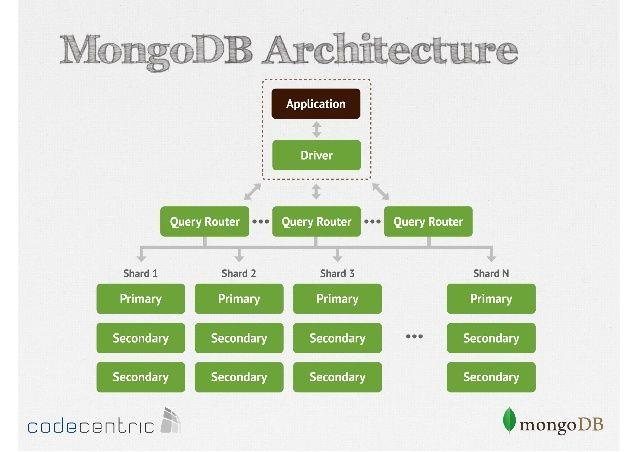 MongoDB Architecture
Application
Driver
Query Router ••• Query Router ••• Query Router
Shard 1 Shard 2 Shard 3 Shard N
Primary Primary Primary Primary
Secondary Secondary Secondary ••• Secondary
Secondary Secondary Secondary Secondary
codecentric mongoDB